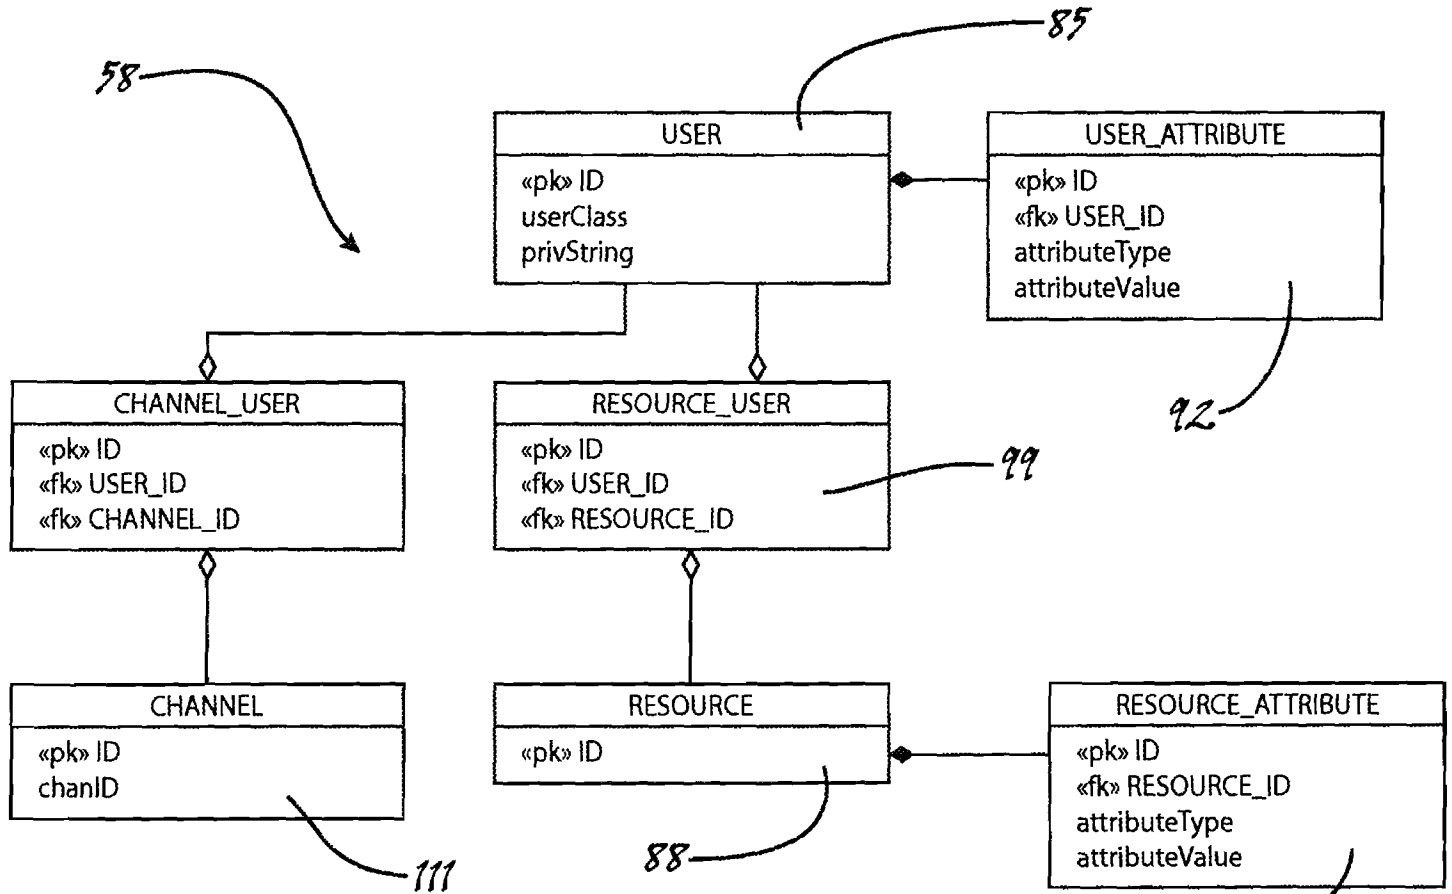 85
58
USER
«pk» ID
userClass
privString
USER_ATTRIBUTE
«pk» ID
«fk» USER_ID
attributeType
attributeValue
92
CHANNEL_USER
«pk» ID
«fk» USER_ID
«fk» CHANNEL_ID
RESOURCE_USER
«pk» ID
«fk» USER_ID
«fk» RESOURCE_ID
99
CHANNEL
«pk» ID
chanID
111
RESOURCE
«pk» ID
88
RESOURCE_ATTRIBUTE
«pk» ID
«fk» RESOURCE_ID
attributeType
attributeValue